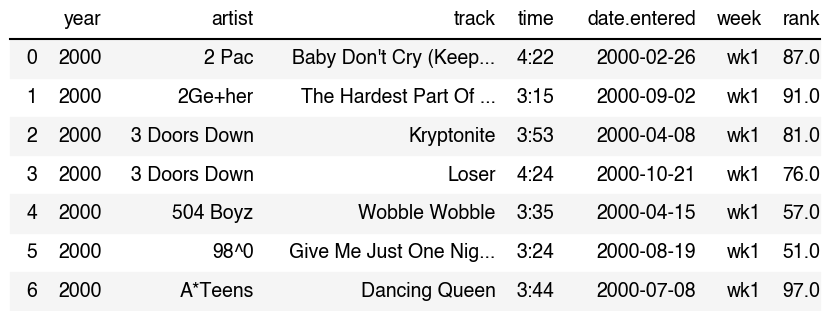 year artist track time date.entered week rank
0 2000 2 Pac Baby Don't Cry (Keep... 4:22 2000-02-26 wk1 87.0
1 2000 2Ge+her The Hardest Part Of ... 3:15 2000-09-02 wk1 91.0
2 2000 3 Doors Down Kryptonite 3:53 2000-04-08 wk1 81.0
3 2000 3 Doors Down Loser 4:24 2000-10-21 wk1 76.0
4 2000 504 Boyz Wobble Wobble 3:35 2000-04-15 wk1 57.0
5 2000 98^0 Give Me Just One Nig... 3:24 2000-08-19 wk1 51.0
6 2000 A*Teens Dancing Queen 3:44 2000-07-08 wk1 97.0